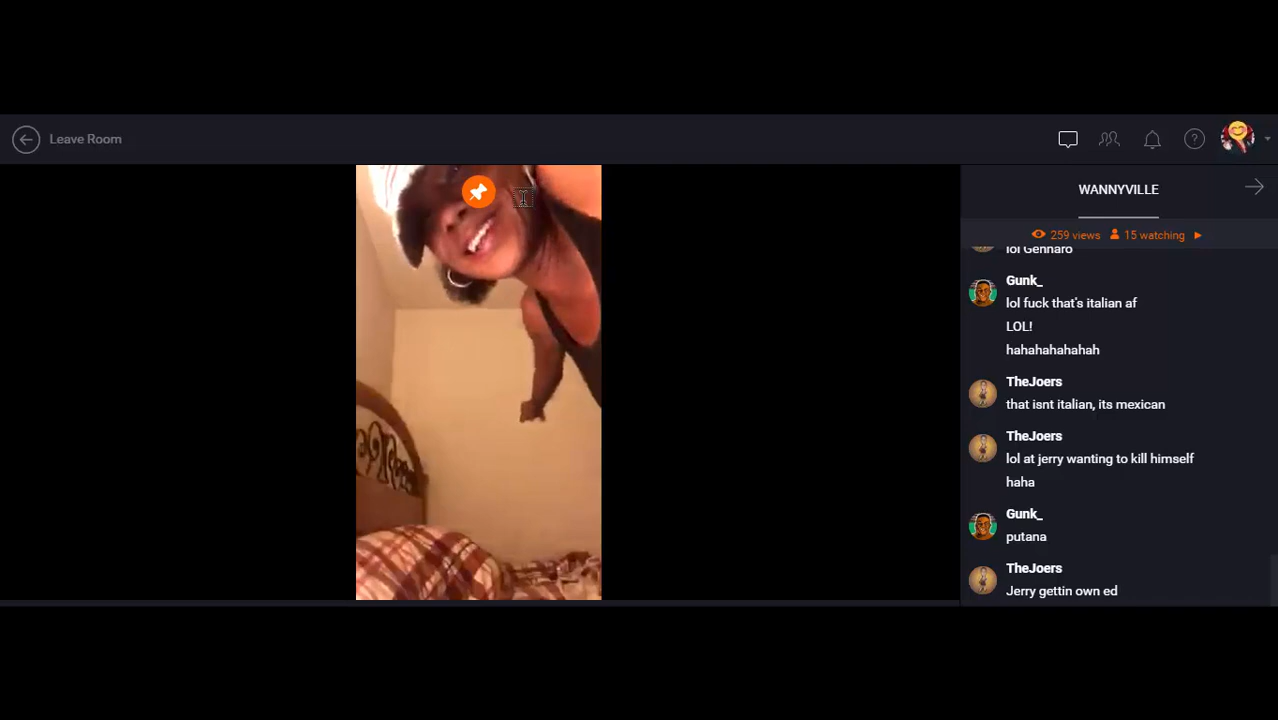 Leave Room
WANNYVILLE
259 views 15 watching
lol Gennaro
Gunk_
lol fuck that's italian af
LOL!
hahahahahahah
TheJoers
that isnt italian, its mexican
TheJoers
lol at jerry wanting to kill himself
haha
Gunk_
putana
TheJoers
Jerry gettin own ed